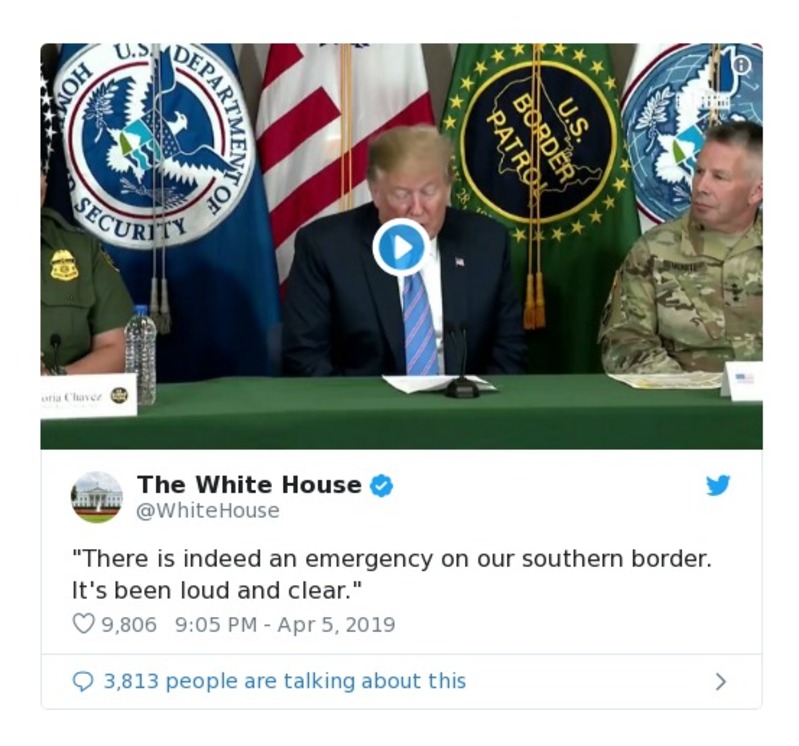 U.S. DEPARTMENT OF
HOM
SECURITY
U.S.
BORDER
PATROL
oria Chavez
The White House
@WhiteHouse
"There is indeed an emergency on our southern border.
It's been loud and clear."
9,806 9:05 PM - Apr 5, 2019
3,813 people are talking about this